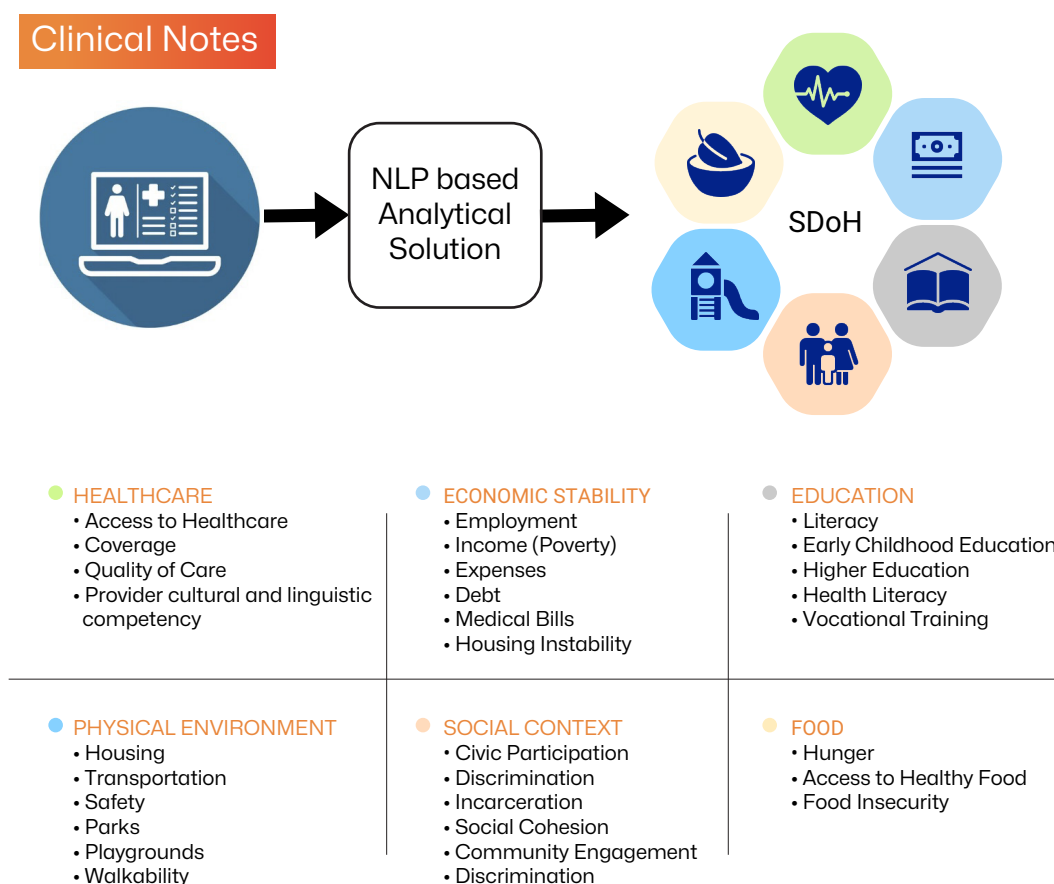 Clinical Notes
NLP based
Analytical
Solution
SDoH
HEALTHCARE
• Access to Healthcare
• Coverage
• Quality of Care
• Provider cultural and linguistic
competency
ECONOMIC STABILITY
• Employment
• Income (Poverty)
• Expenses
• Debt
• Medical Bills
• Housing Instability
EDUCATION
• Literacy
• Early Childhood Education
• Higher Education
• Health Literacy
• Vocational Training
PHYSICAL ENVIRONMENT
• Housing
• Transportation
• Safety
• Parks
• Playgrounds
• Walkability
SOCIAL CONTEXT
• Civic Participation
• Discrimination
• Incarceration
• Social Cohesion
• Community Engagement
• Discrimination
FOOD
• Hunger
• Access to Healthy Food
• Food Insecurity